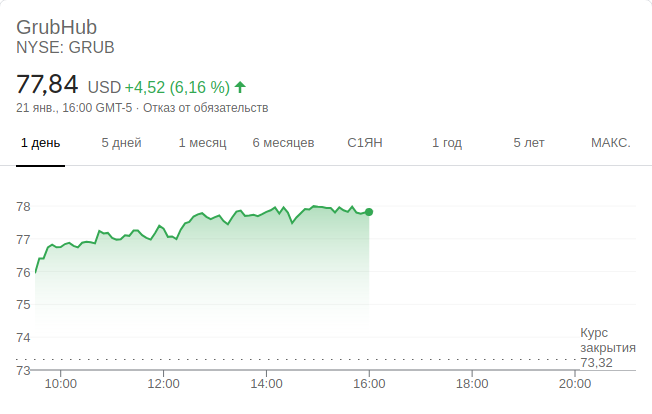 GrubHub
NYSE: GRUB
77,84 USD +4,52 (6,16 %)
21 янв., 16:00 GMT-5 · Отказ от обязательств
1 день 5 дней 1 месяц 6 месяцев С1ЯН 1 год 5 лет МАКС.
78
77
76
75
74
73
Курс
закрытия
73,32
10:00 12:00 14:00 16:00 18:00 20:00